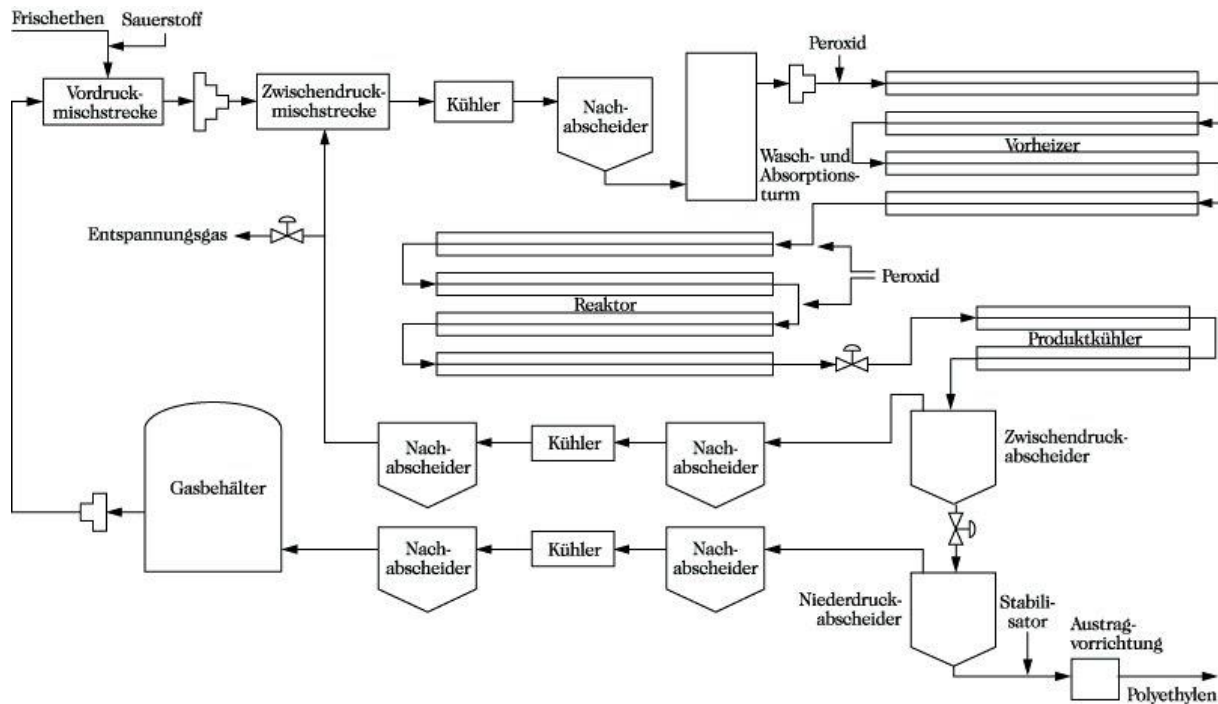 Frischethen
Sauerstoff
Vordruck-
mischstrecke
Zwischendruck-
mischstrecke
Kühler
Nach-
abscheider
Wasch- und
Absorptions-
turm
Peroxid
Vorheizer
Entspannungsgas
Reaktor
Peroxid
Produktkühler
Gasbehälter
Nach-
abscheider
Kühler
Nach-
abscheider
Zwischendruck-
abscheider
Nach-
abscheider
Kühler
Nach-
abscheider
Niederdruck-
abscheider
Stabili-
sator
Austrag-
vorrichtung
Polyethylen